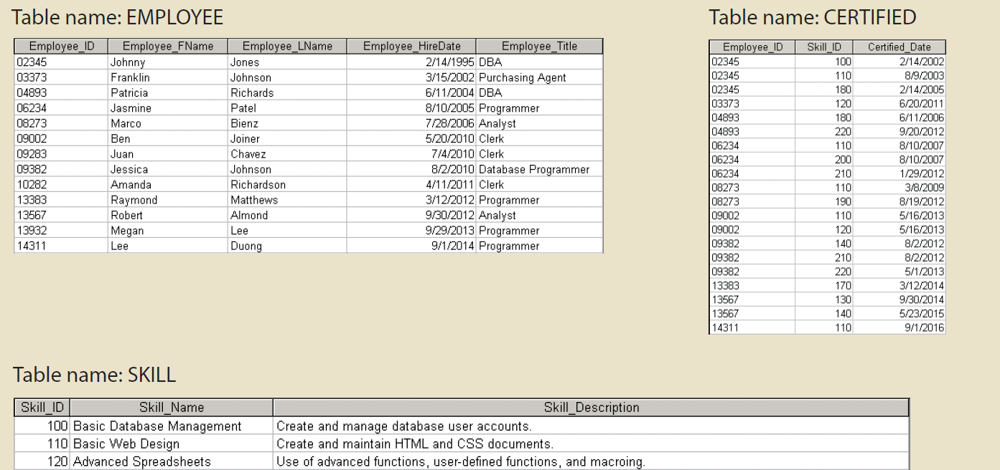 Table name: EMPLOYEE
Employee_ID Employee_FName Employee_LName Employee_HireDate Employee_Title
02345 Johnny Jones 2/14/1995 DBA
03373 Franklin Johnson 3/15/2002 Purchasing Agent
04893 Patricia Richards 6/11/2004 DBA
06234 Jasmine Patel 8/10/2005 Programmer
08273 Marco Bienz 7/28/2006 Analyst
09002 Ben Joiner 5/20/2010 Clerk
09283 Juan Chavez 7/4/2010 Clerk
09382 Jessica Johnson 8/2/2010 Database Programmer
10282 Amanda Richardson 4/11/2011 Clerk
13383 Raymond Matthews 3/12/2012 Programmer
13567 Robert Almond 9/30/2012 Analyst
13932 Megan Lee 9/29/2013 Programmer
14311 Lee Duong 9/1/2014 Programmer
Table name: CERTIFIED
Employee_ID Skill_ID Certified_Date
02345 100 2/14/2002
02345 110 8/9/2003
02345 180 2/14/2005
03373 120 6/20/2011
04893 180 6/11/2006
04893 220 9/20/2012
06234 110 8/10/2007
06234 200 8/10/2007
06234 210 1/29/2012
08273 110 3/8/2009
08273 190 8/19/2012
09002 110 5/16/2013
09002 120 5/16/2013
09382 140 8/2/2012
09382 210 8/2/2012
09382 220 5/1/2013
13383 170 3/12/2014
13567 130 9/30/2014
13567 140 5/23/2015
14311 110 9/1/2016
Table name: SKILL
Skill_ID Skill_Name Skill_Description
100 Basic Database Management Create and manage database user accounts.
110 Basic Web Design Create and maintain HTML and CSS documents.
120 Advanced Spreadsheets Use of advanced functions, user-defined functions, and macroing.